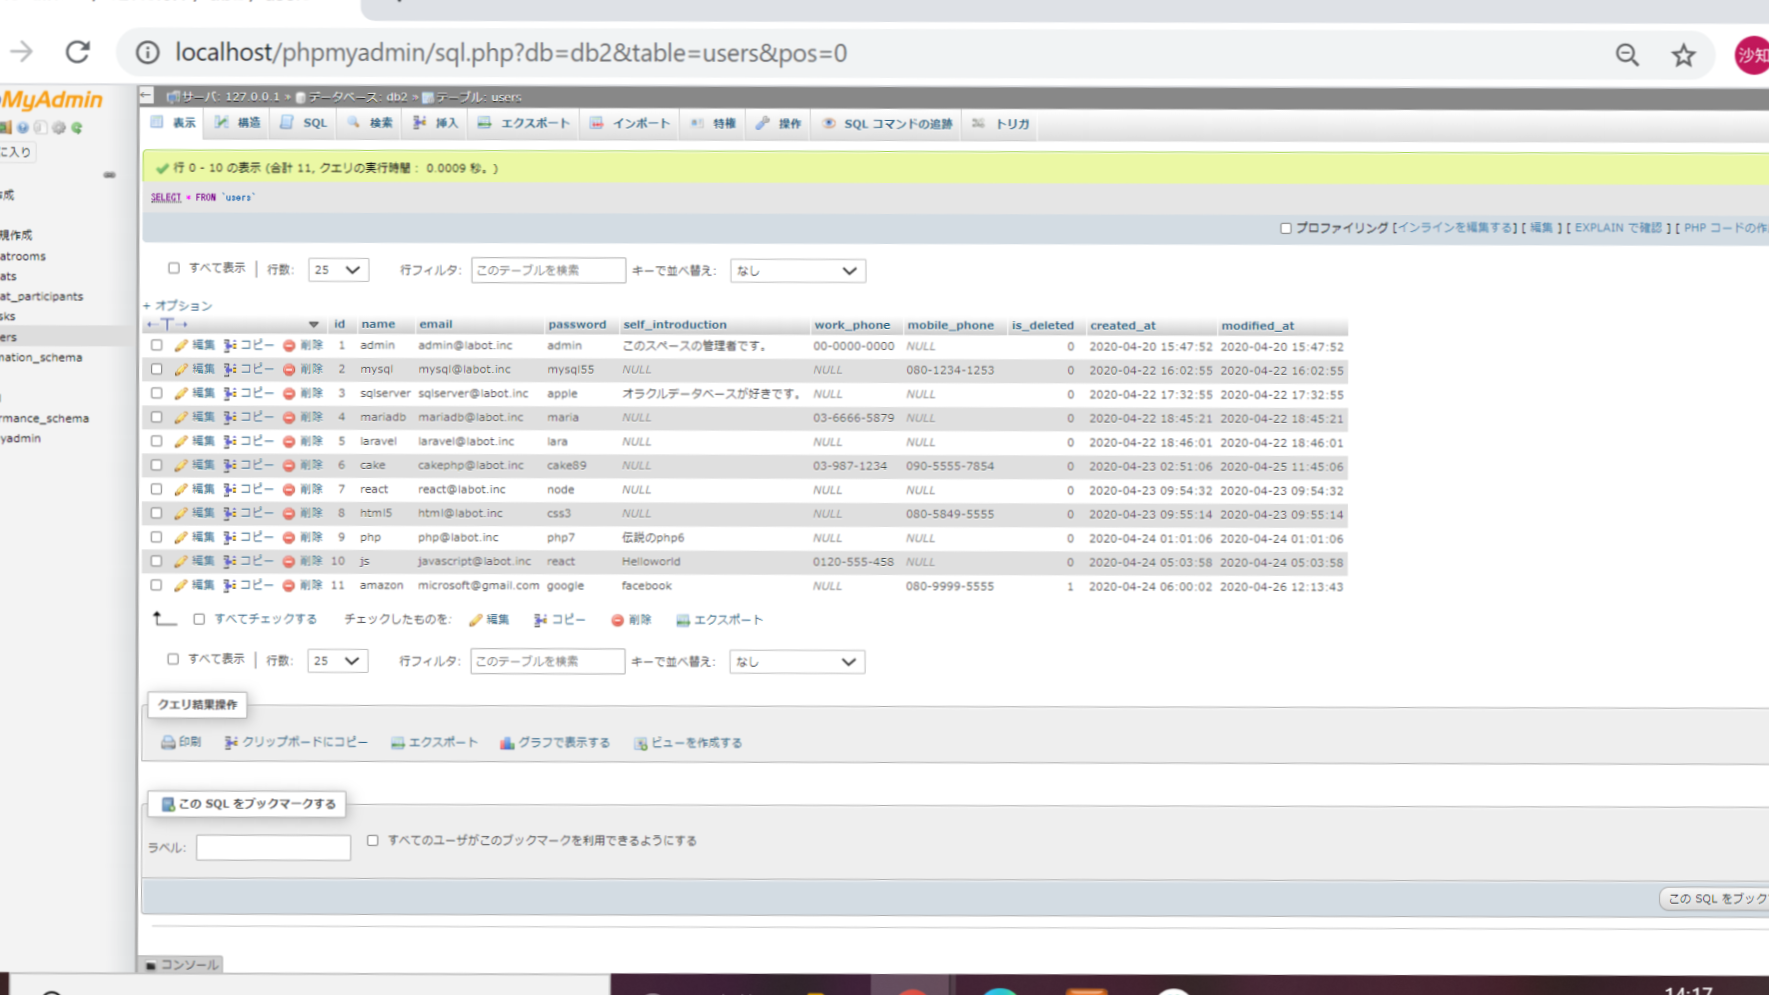 localhost/phpmyadmin/sql.php?db=db2&table=users&pos=0
沙知
MyAdmin
サーバ: 127.0.0.1 » データベース: db2 » テーブル: users
表示 構造 SQL 検索 挿入 エクスポート インポート 特権 操作 SQL コマンドの追跡 トリガ
に入り
行 0 - 10 の表示 (合計 11, クエリの実行時間： 0.0009 秒。)
作成
SELECT * FROM `users`
規作成
プロファイリング [インラインを編集する] [ 編集 ] [ EXPLAIN で確認 ] [ PHP コードの作
atrooms
ats
at_participants
sks
ers
mation_schema
rmance_schema
yadmin
すべて表示 | 行数: 25 行フィルタ: このテーブルを検索 キーで並べ替え: なし
+ オプション
←T→ ▼ id name email password self_introduction work_phone mobile_phone is_deleted created_at modified_at
編集 コピー 削除 1 admin admin@labot.inc admin このスペースの管理者です。 00-0000-0000 NULL 0 2020-04-20 15:47:52 2020-04-20 15:47:52
編集 コピー 削除 2 mysql mysql@labot.inc mysql55 NULL NULL 080-1234-1253 0 2020-04-22 16:02:55 2020-04-22 16:02:55
編集 コピー 削除 3 sqlserver sqlserver@labot.inc apple オラクルデータベースが好きです。 NULL NULL 0 2020-04-22 17:32:55 2020-04-22 17:32:55
編集 コピー 削除 4 mariadb mariadb@labot.inc maria NULL 03-6666-5879 NULL 0 2020-04-22 18:45:21 2020-04-22 18:45:21
編集 コピー 削除 5 laravel laravel@labot.inc lara NULL NULL NULL 0 2020-04-22 18:46:01 2020-04-22 18:46:01
編集 コピー 削除 6 cake cakephp@labot.inc cake89 NULL 03-987-1234 090-5555-7854 0 2020-04-23 02:51:06 2020-04-25 11:45:06
編集 コピー 削除 7 react react@labot.inc node NULL NULL NULL 0 2020-04-23 09:54:32 2020-04-23 09:54:32
編集 コピー 削除 8 html5 html@labot.inc css3 NULL NULL 080-5849-5555 0 2020-04-23 09:55:14 2020-04-23 09:55:14
編集 コピー 削除 9 php php@labot.inc php7 伝説のphp6 NULL NULL 0 2020-04-24 01:01:06 2020-04-24 01:01:06
編集 コピー 削除 10 js javascript@labot.inc react Helloworld 0120-555-458 NULL 0 2020-04-24 05:03:58 2020-04-24 05:03:58
編集 コピー 削除 11 amazon microsoft@gmail.com google facebook NULL 080-9999-5555 1 2020-04-24 06:00:02 2020-04-26 12:13:43
すべてチェックする チェックしたものを: 編集 コピー 削除 エクスポート
すべて表示 | 行数: 25 行フィルタ: このテーブルを検索 キーで並べ替え: なし
クエリ結果操作
印刷 クリップボードにコピー エクスポート グラフで表示する ビューを作成する
この SQL をブックマークする
ラベル: すべてのユーザがこのブックマークを利用できるようにする
この SQL をブック
コンソール
14:17